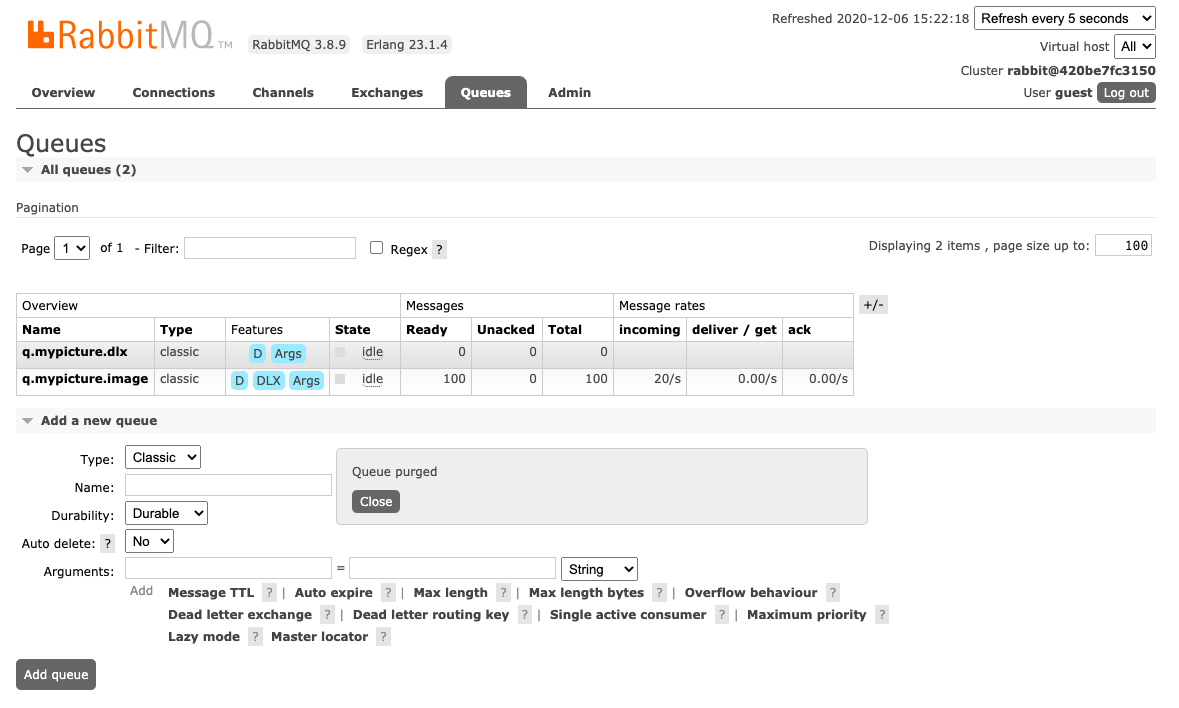 Refreshed 2020-12-06 15:22:18 Refresh every 5 seconds
RabbitMQ TM RabbitMQ 3.8.9 Erlang 23.1.4
Virtual host All
Cluster rabbit@420be7fc3150
User guest Log out
Overview Connections Channels Exchanges Queues Admin
Queues
All queues (2)
Pagination
Page 1 of 1 - Filter: Regex ? Displaying 2 items , page size up to: 100
Overview Messages Message rates +/-
Name Type Features State Ready Unacked Total incoming deliver / get ack
q.mypicture.dlx classic D Args idle 0 0 0
q.mypicture.image classic D DLX Args idle 100 0 100 20/s 0.00/s 0.00/s
Add a new queue
Type: Classic
Name:
Durability: Durable
Auto delete: ? No
Arguments: = String
Queue purged
Close
Add Message TTL ? | Auto expire ? | Max length ? | Max length bytes ? | Overflow behaviour ?
Dead letter exchange ? | Dead letter routing key ? | Single active consumer ? | Maximum priority ?
Lazy mode ? Master locator ?
Add queue